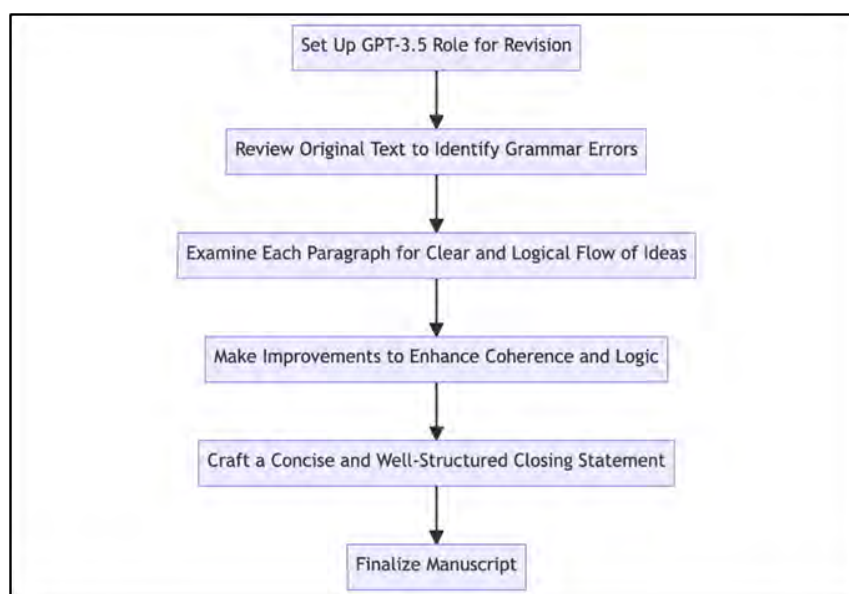 Set Up GPT-3.5 Role for Revision
Review Original Text to Identify Grammar Errors
Examine Each Paragraph for Clear and Logical Flow of Ideas
Make Improvements to Enhance Coherence and Logic
Craft a Concise and Well-Structured Closing Statement
Finalize Manuscript